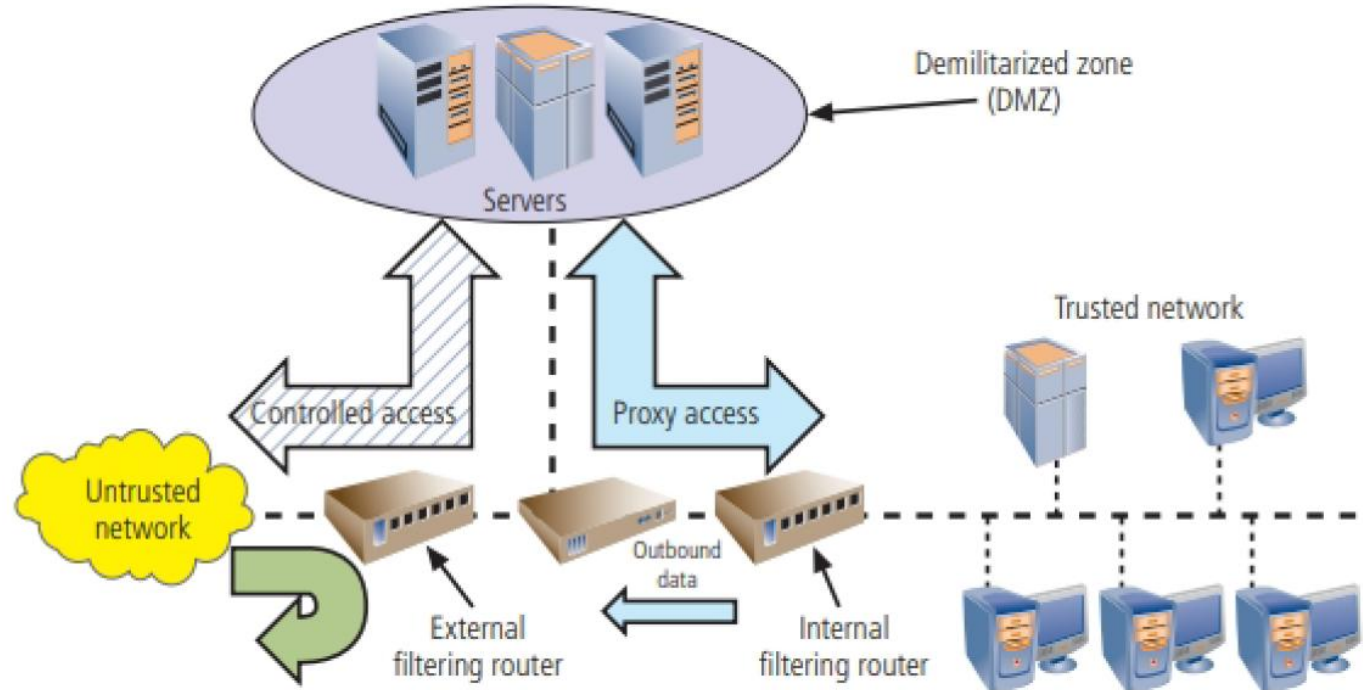 Demilitarized zone
(DMZ)
Servers
Trusted network
Controlled access
Proxy access
Untrusted
network
Outbound
data
External
filtering router
Internal
filtering router